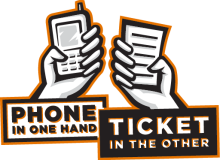 PHONE
IN ONE HAND
TICKET
IN THE OTHER